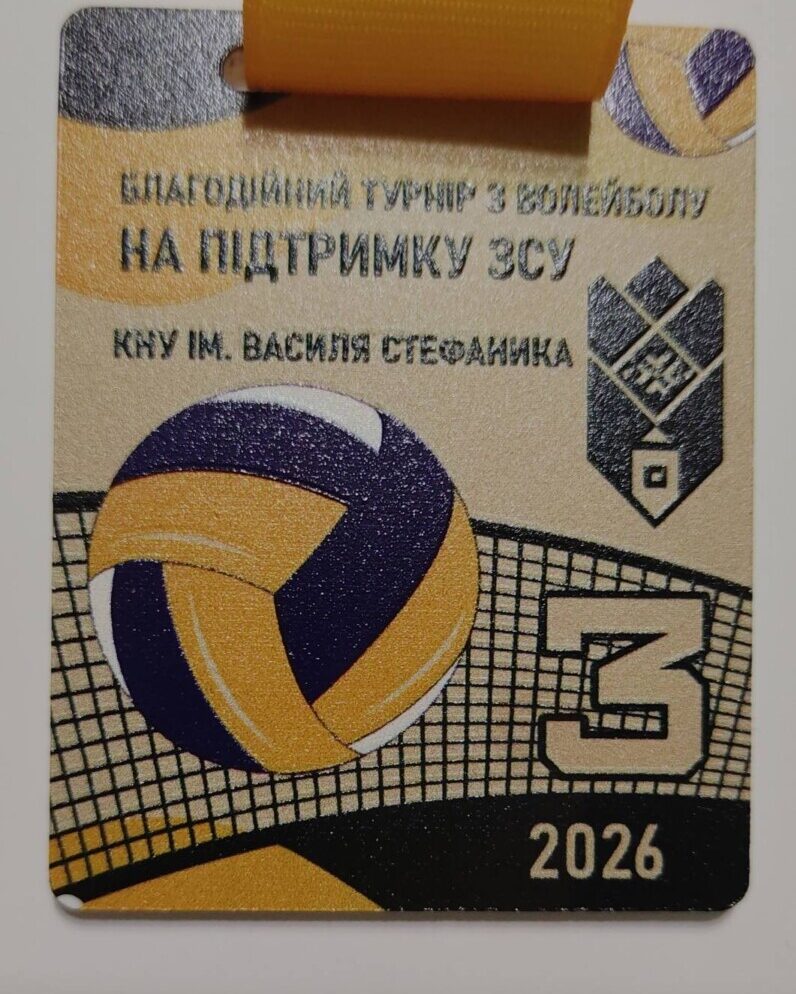 БЛАГОДІЙНИЙ ТУРНІР З ВОЛЕЙБОЛУ
НА ПІДТРИМКУ ЗСУ
КНУ ІМ. ВАСИЛЯ СТЕФАНИКА
3
2026